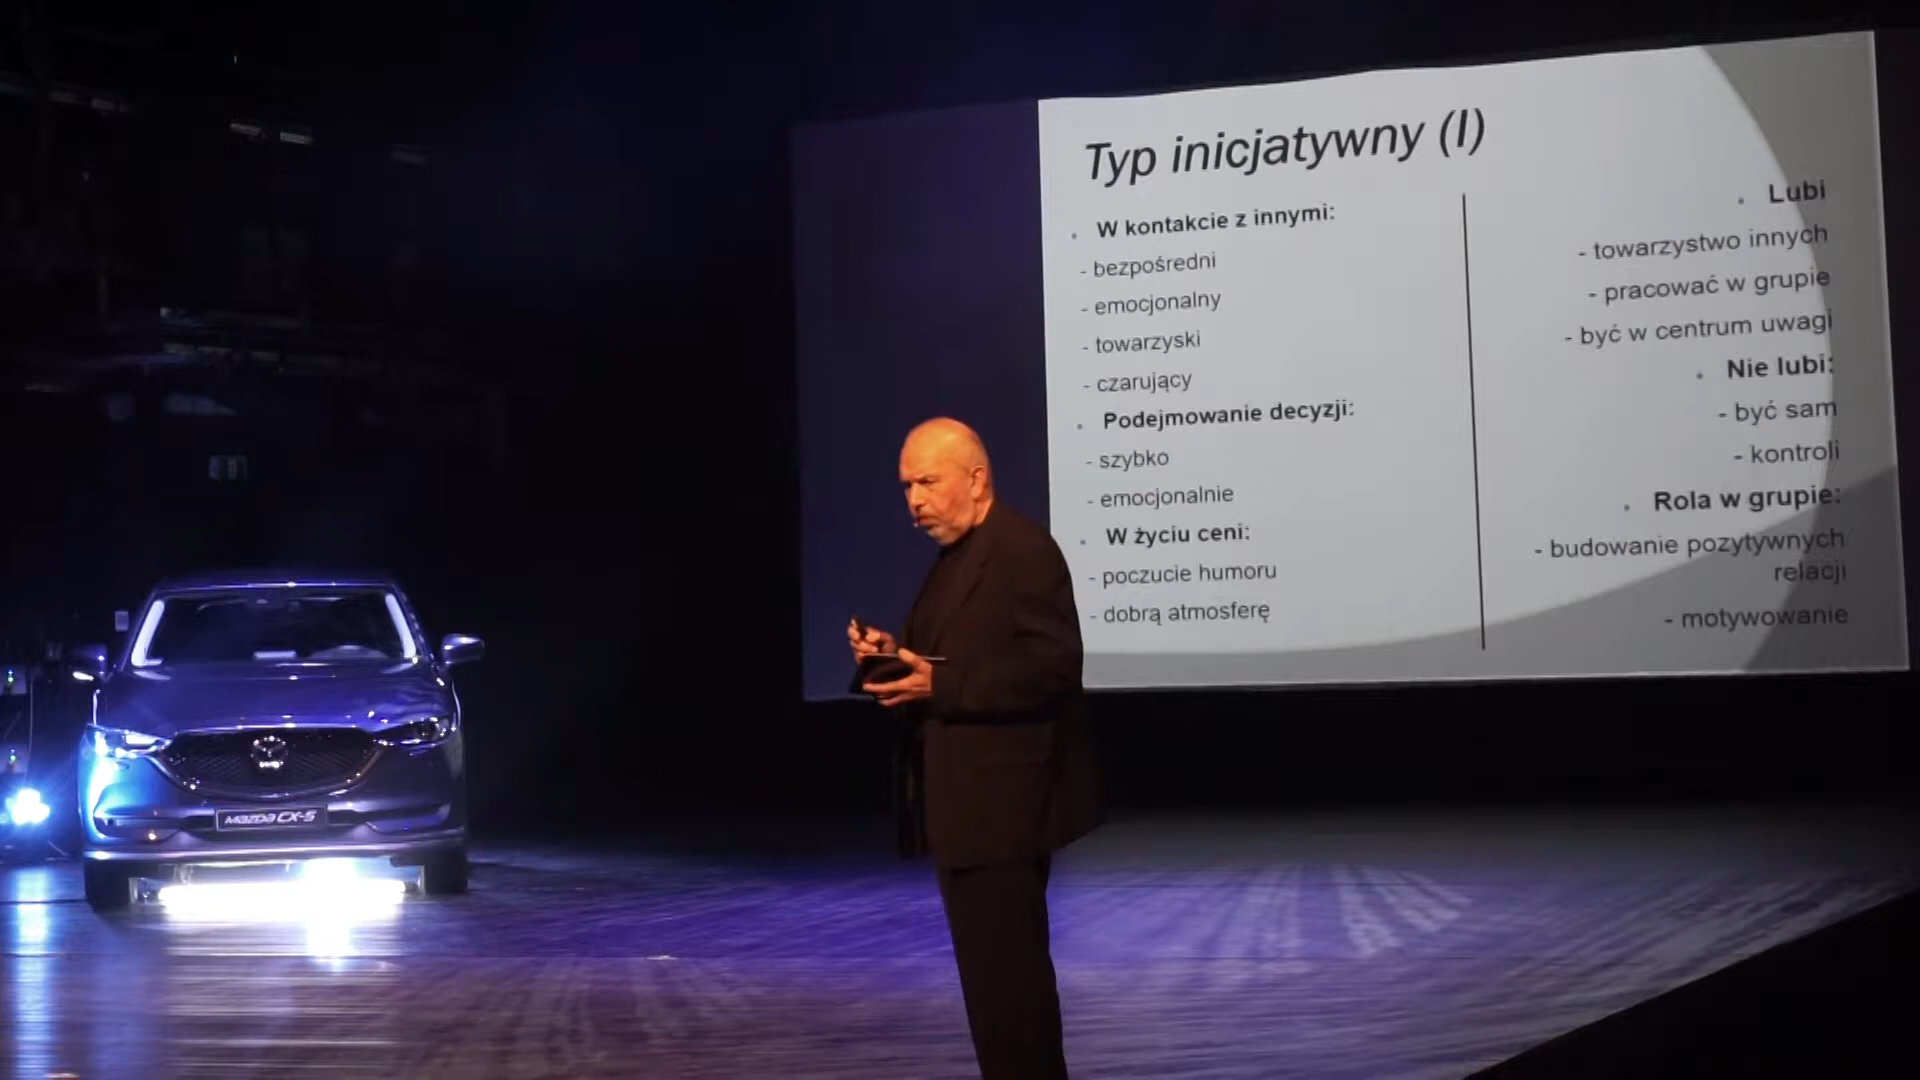 Typ inicjatywny (I)
• W kontakcie z innymi:
- bezpośredni
- emocjonalny
- towarzyski
- czarujący
• Podejmowanie decyzji:
- szybko
- emocjonalnie
• W życiu ceni:
- poczucie humoru
- dobrą atmosferę
• Lubi
- towarzystwo innych
- pracować w grupie
- być w centrum uwagi
• Nie lubi:
- być sam
- kontroli
• Rola w grupie:
- budowanie pozytywnych
relacji
- motywowanie
mazda CX-5